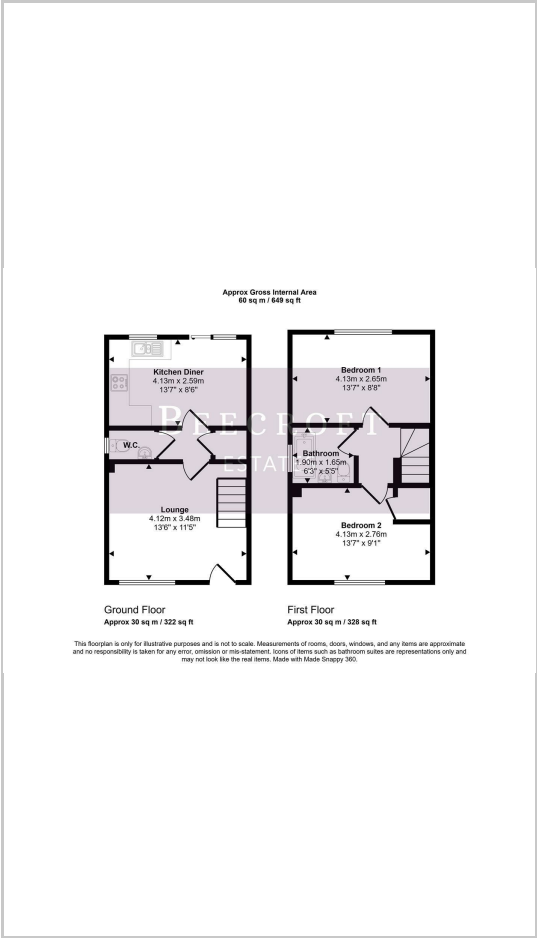 Approx Gross Internal Area
60 sq m / 649 sq ft
Kitchen Diner
4.13m x 2.59m
13'7" x 8'6"
W.C.
Lounge
4.12m x 3.48m
13'6" x 11'5"
Bedroom 1
4.13m x 2.65m
13'7" x 8'8"
Bathroom
1.90m x 1.65m
6'3" x 5'5"
Bedroom 2
4.13m x 2.76m
13'7" x 9'1"
Ground Floor
Approx 30 sq m / 322 sq ft
First Floor
Approx 30 sq m / 328 sq ft
This floorplan is only for illustrative purposes and is not to scale. Measurements of rooms, doors, windows, and any items are approximate
and no responsibility is taken for any error, omission or mis-statement. Icons of items such as bathroom suites are representations only and
may not look like the real items. Made with Made Snappy 360.